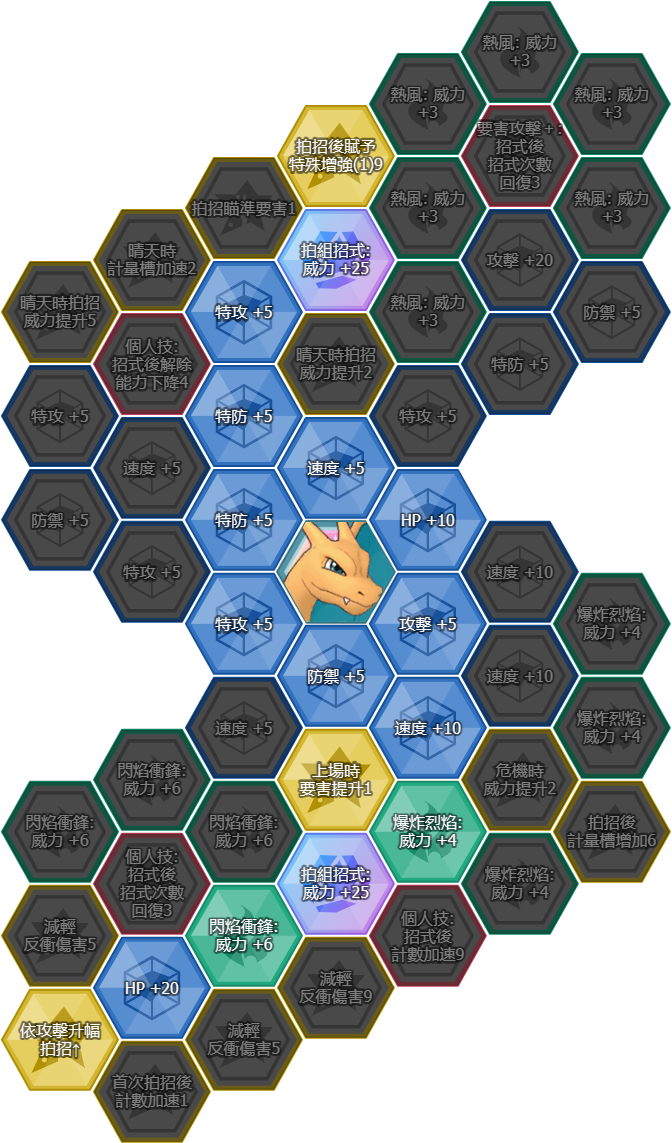 熱風: 威力
+3
熱風: 威力
+3
熱風: 威力
+3
拍招後賦予
特殊增強(1)9
要害攻擊＋:
招式後
招式次數
回復3
拍招瞄準要害1
熱風: 威力
+3
熱風: 威力
+3
晴天時
計量槽加速2
拍組招式:
威力 +25
攻擊 +20
晴天時拍招
威力提升5
特攻 +5
熱風: 威力
+3
防禦 +5
個人技:
招式後解除
能力下降4
晴天時拍招
威力提升2
特防 +5
特攻 +5
特防 +5
特攻 +5
速度 +5
速度 +5
防禦 +5
特防 +5
HP +10
特攻 +5
速度 +10
特攻 +5
攻擊 +5
爆炸烈焰:
威力 +4
防禦 +5
速度 +10
速度 +5
速度 +10
爆炸烈焰:
威力 +4
閃焰衝鋒:
威力 +6
上場時
要害提升1
危機時
威力提升2
閃焰衝鋒:
威力 +6
閃焰衝鋒:
威力 +6
爆炸烈焰:
威力 +4
拍招後
計量槽增加6
個人技:
招式後
招式次數
回復3
拍組招式:
威力 +25
爆炸烈焰:
威力 +4
減輕
反衝傷害5
閃焰衝鋒:
威力 +6
個人技:
招式後
計數加速9
HP +20
減輕
反衝傷害9
依攻擊升幅
拍招↑
減輕
反衝傷害5
首次拍招後
計數加速1